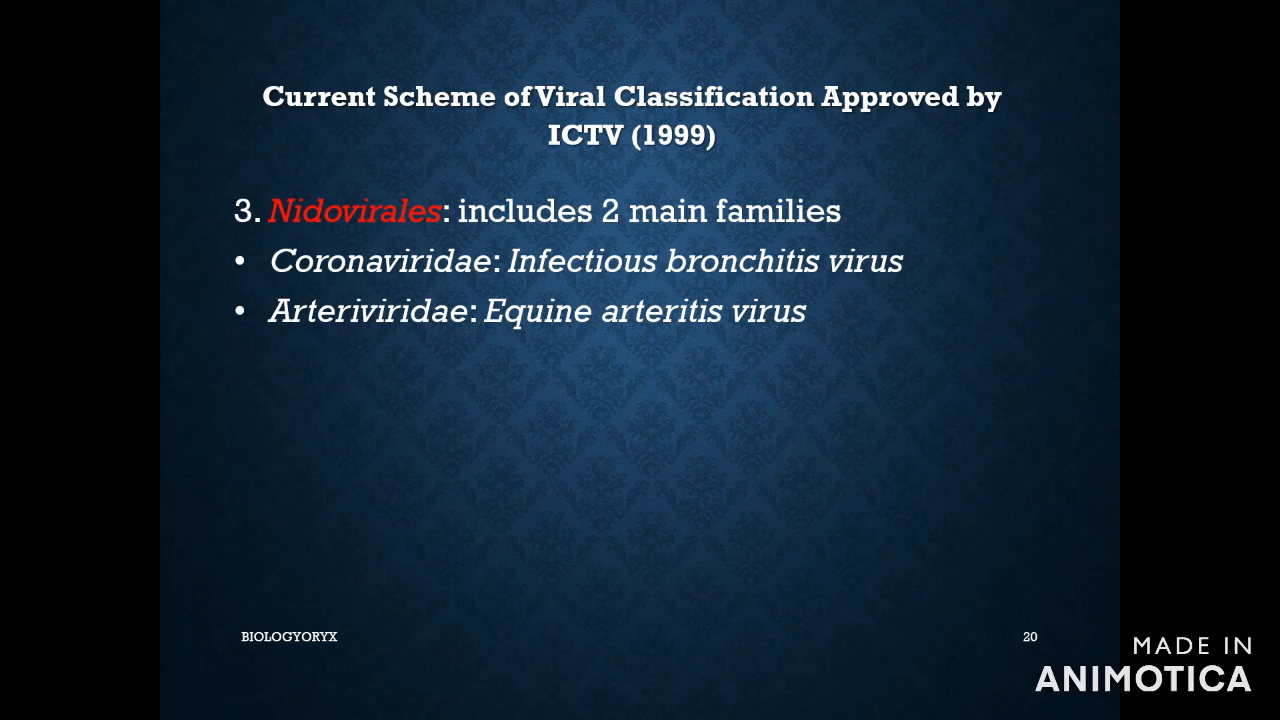 Current Scheme of Viral Classification Approved by
ICTV (1999)
3. Nidovirales: includes 2 main families
• Coronaviridae: Infectious bronchitis virus
• Arteriviridae: Equine arteritis virus
BIOLOGYORYX
20
MADE IN
ANIMOTICA